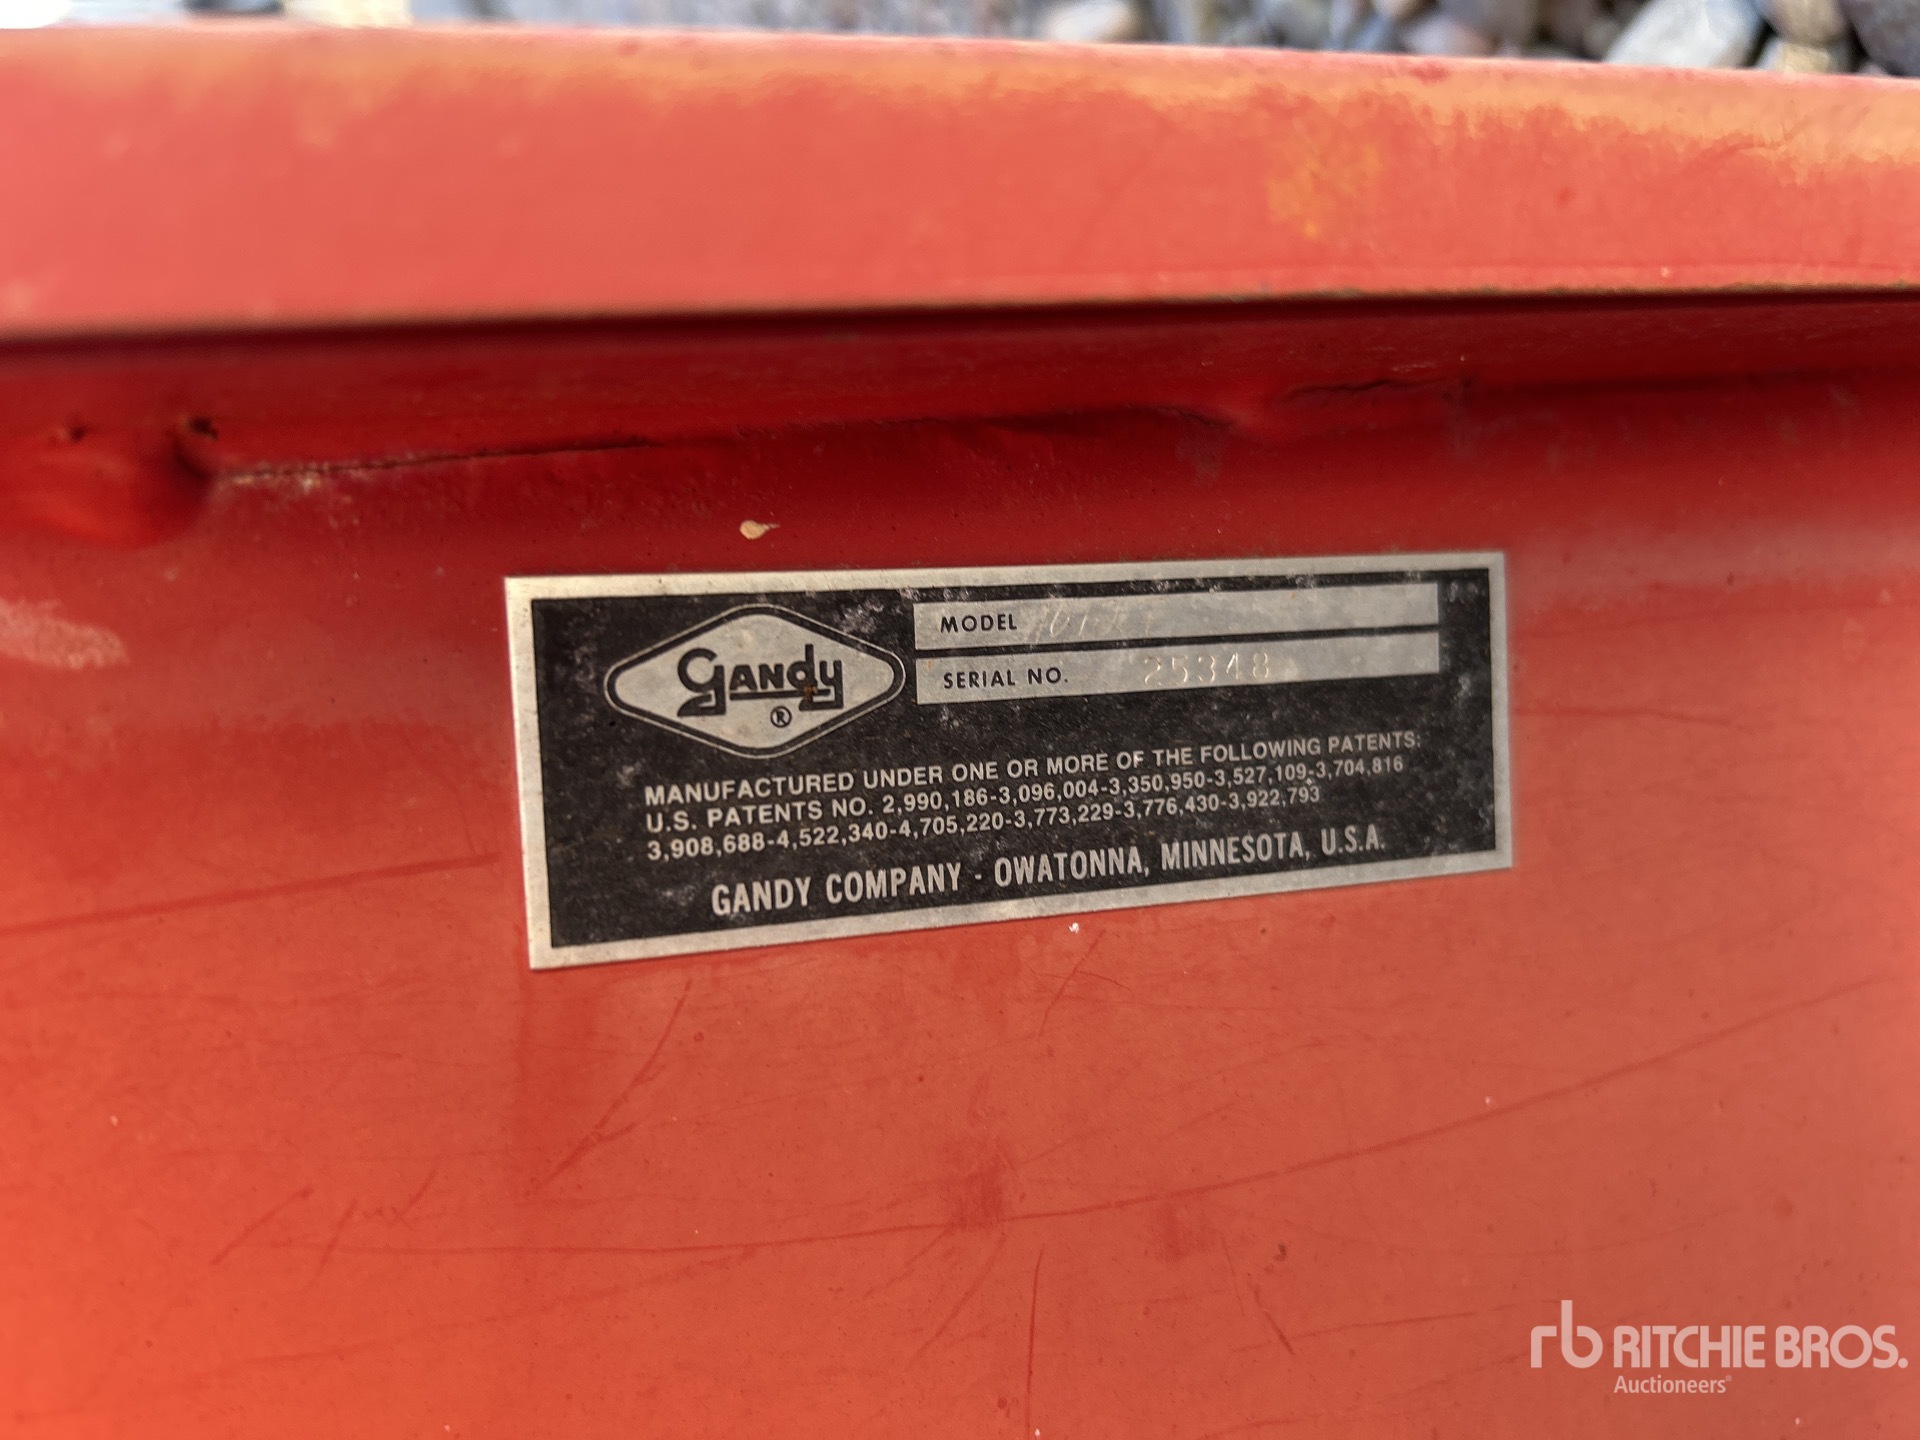 gandy
®
MODEL
SERIAL NO. 25348
MANUFACTURED UNDER ONE OR MORE OF THE FOLLOWING PATENTS:
U.S. PATENTS NO. 2,990,186-3,096,004-3,350,950-3,527,109-3,704,816
3,908,688-4,522,340-4,705,220-3,773,229-3,776,430-3,922,793
GANDY COMPANY - OWATONNA, MINNESOTA, U.S.A.
rb RITCHIE BROS.
Auctioneers